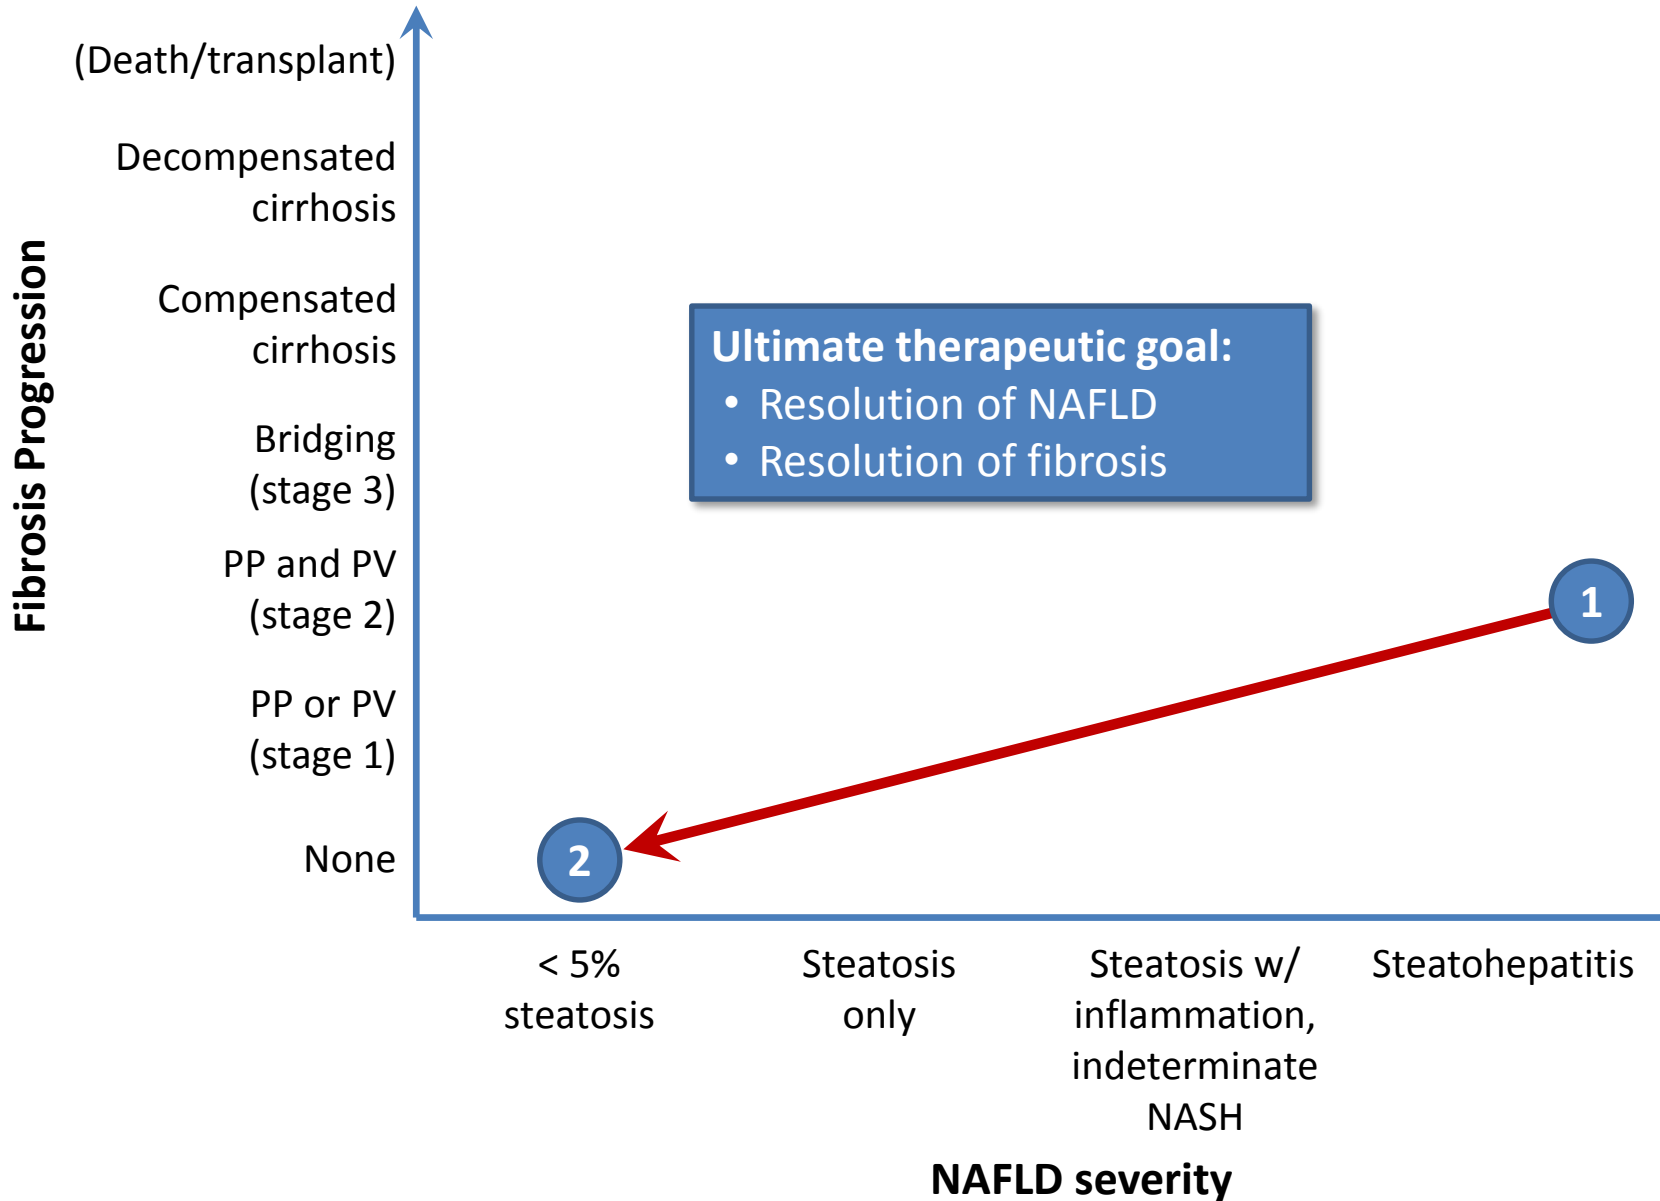 Fibrosis Progression
(Death/transplant)
Decompensated
cirrhosis
Compensated
cirrhosis
Bridging
(stage 3)
PP and PV
(stage 2)
PP or PV
(stage 1)
None
Ultimate therapeutic goal:
• Resolution of NAFLD
• Resolution of fibrosis
1
2
< 5%
steatosis
Steatosis
only
Steatosis w/
inflammation,
indeterminate
NASH
Steatohepatitis
NAFLD severity